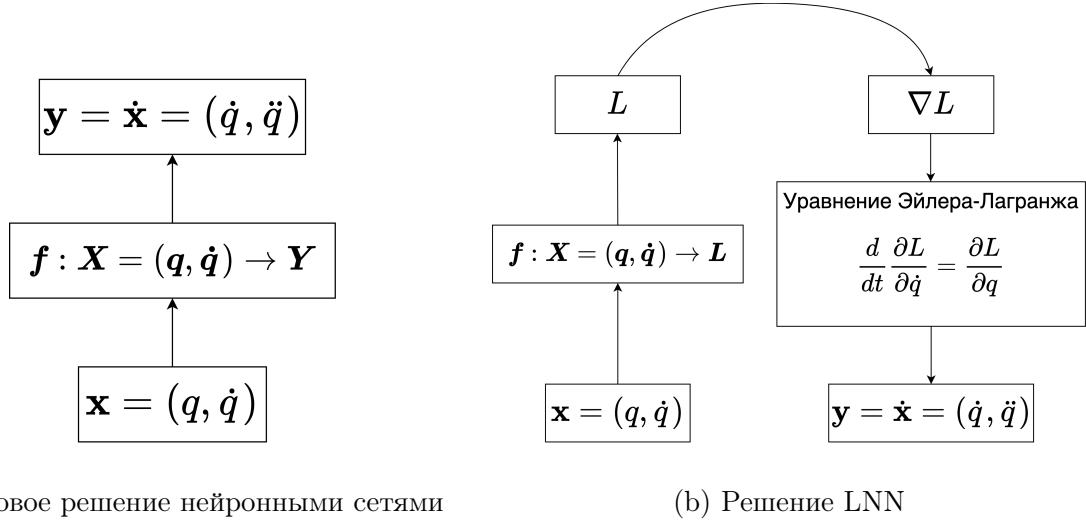 𝐲 = 𝐱̇ = (q̇, q̈)
𝒇 : 𝑿 = (𝒒, 𝒒̇) → 𝒀
𝐱 = (q, q̇)
L
𝒇 : 𝑿 = (𝒒, 𝒒̇) → 𝑳
𝐱 = (q, q̇)
∇L
Уравнение Эйлера-Лагранжа
d/dt ∂L/∂q̇ = ∂L/∂q
𝐲 = 𝐱̇ = (q̇, q̈)
решение нейронными сетями
(b) Решение LNN